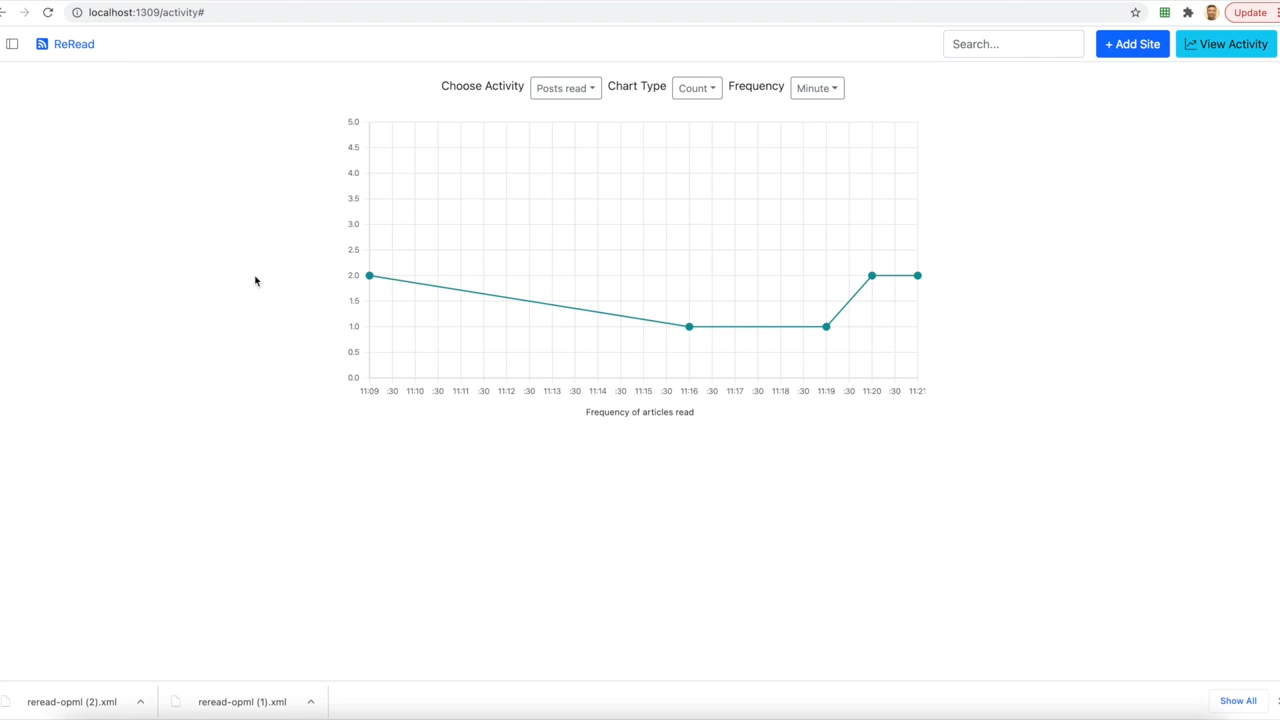 localhost:1309/activity#
Update
ReRead
Search...
+ Add Site
View Activity
Choose Activity Posts read Chart Type Count Frequency Minute
5.0
4.5
4.0
3.5
3.0
2.5
2.0
1.5
1.0
0.5
0.0
11:09 :30 11:10 :30 11:11 :30 11:12 :30 11:13 :30 11:14 :30 11:15 :30 11:16 :30 11:17 :30 11:18 :30 11:19 :30 11:20 :30 11:21
Frequency of articles read
reread-opml (2).xml
reread-opml (1).xml
Show All